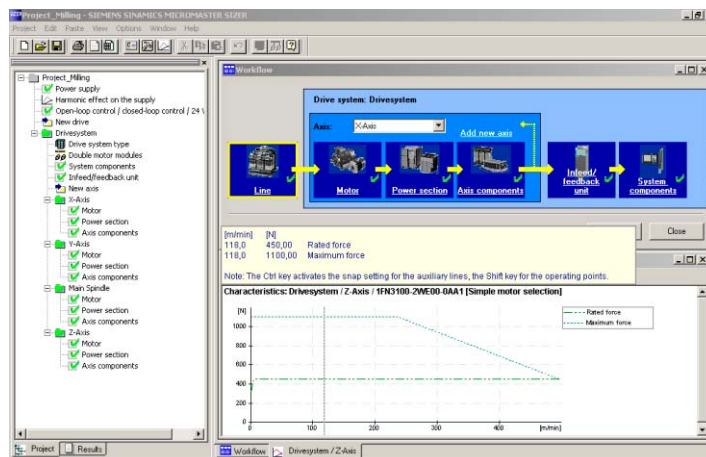 Project_Milling - SIEMENS SINAMICS MICROMASTER SIZER
Project Edit Paste View Options Window Help
Project_Milling
Power supply
Harmonic effect on the supply
Open-loop control / closed-loop control / 24 V
New drive
Drivesystem
Drive system type
Double motor modules
System components
Infeed/feedback unit
New axis
X-Axis
Motor
Power section
Axis components
Y-Axis
Motor
Power section
Axis components
Main Spindle
Motor
Power section
Axis components
Z-Axis
Motor
Power section
Axis components
Project Results
Workflow
Drive system: Drivesystem
Axis: X-Axis
Add new axis
Line
Motor
Power section
Axis components
Infeed/
feedback
unit
System
components
Close
[m/min] [N]
118,0 450,00 Rated force
118,0 1100,00 Maximum force
Note: The Ctrl key activates the snap setting for the auxiliary lines, the Shift key for the operating points.
Characteristics: Drivesystem / Z-Axis / 1FN3100-2WE00-0AA1 [Simple motor selection]
[N]
1000
800
600
400
200
0
0 100 200 300 400 [m/min]
Rated force
Maximum force
Workflow Drivesystem / Z-Axis